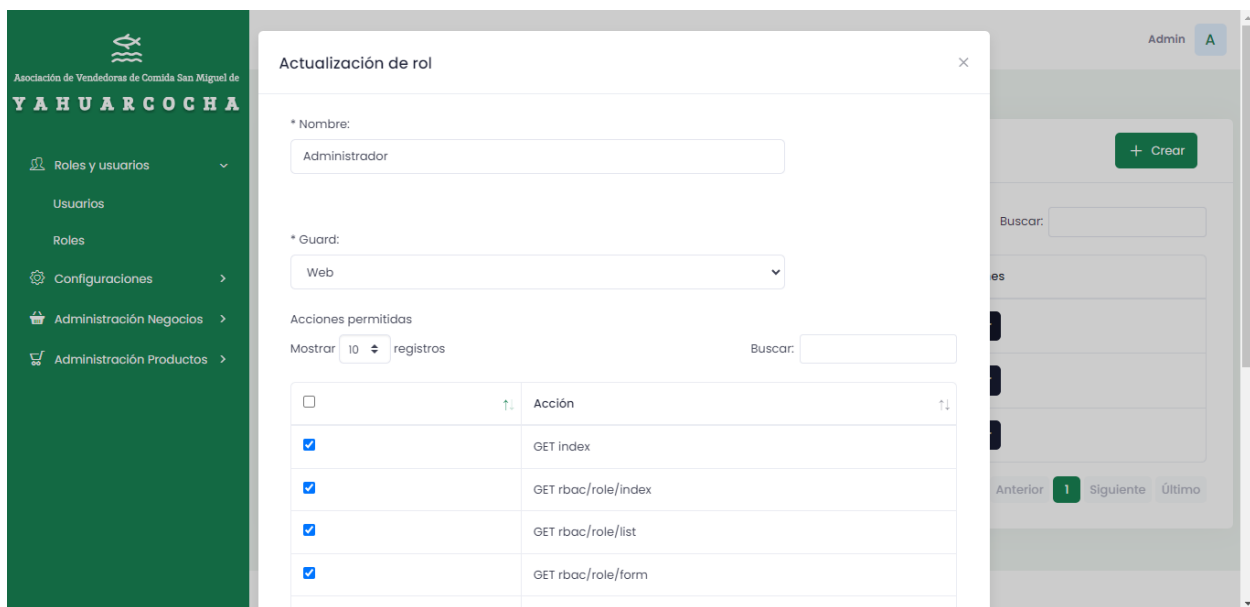 Asociación de Vendedoras de Comida San Miguel de
YAHUARCOCHA
Roles y usuarios
Usuarios
Roles
Configuraciones
Administración Negocios
Administración Productos
Actualización de rol
* Nombre:
Administrador
* Guard:
Web
Acciones permitidas
Mostrar 10 registros
Buscar:
Acción
GET index
GET rbac/role/index
GET rbac/role/list
GET rbac/role/form
Admin A
+ Crear
Buscar:
es
Anterior 1 Siguiente Último